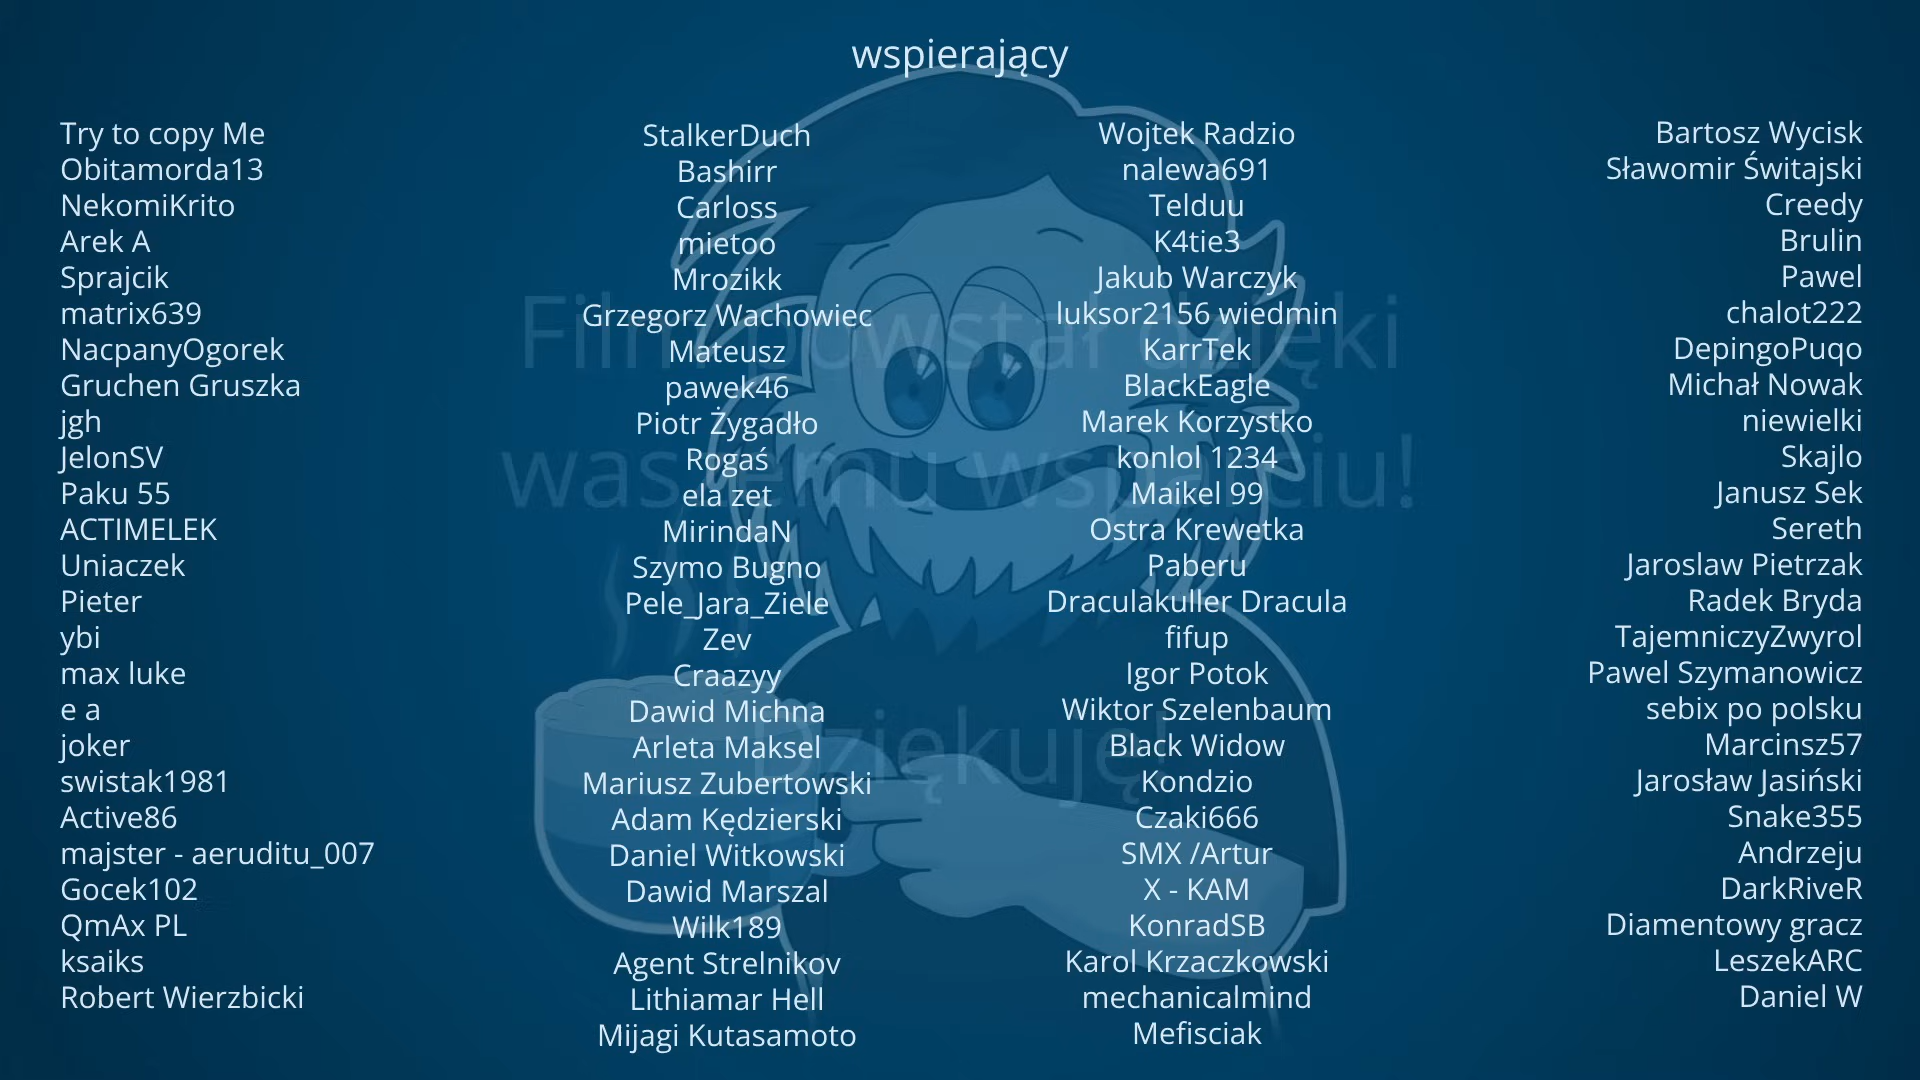 wspierający
Try to copy Me
Obitamorda13
NekomiKrito
Arek A
Sprajcik
matrix639
NacpanyOgorek
Gruchen Gruszka
jgh
JelonSV
Paku 55
ACTIMELEK
Uniaczek
Pieter
ybi
max luke
e a
joker
swistak1981
Active86
majster - aeruditu_007
Gocek102
QmAx PL
ksaiks
Robert Wierzbicki
StalkerDuch
Bashirr
Carloss
mietoo
Mrozikk
Grzegorz Wachowiec
Mateusz
pawek46
Piotr Żygadło
Rogaś
ela zet
MirindaN
Szymo Bugno
Pele_Jara_Ziele
Zev
Craazyy
Dawid Michna
Arleta Maksel
Mariusz Zubertowski
Adam Kędzierski
Daniel Witkowski
Dawid Marszal
Wilk189
Agent Strelnikov
Lithiamar Hell
Mijagi Kutasamoto
Wojtek Radzio
nalewa691
Telduu
K4tie3
Jakub Warczyk
luksor2156 wiedmin
KarrTek
BlackEagle
Marek Korzystko
konlol 1234
Maikel 99
Ostra Krewetka
Paberu
Draculakuller Dracula
fifup
Igor Potok
Wiktor Szelenbaum
Black Widow
Kondzio
Czaki666
SMX /Artur
X - KAM
KonradSB
Karol Krzaczkowski
mechanicalmind
Mefisciak
Bartosz Wycisk
Sławomir Świtajski
Creedy
Brulin
Pawel
chalot222
DepingoPuqo
Michał Nowak
niewielki
Skajlo
Janusz Sek
Sereth
Jaroslaw Pietrzak
Radek Bryda
TajemniczyZwyrol
Pawel Szymanowicz
sebix po polsku
Marcinsz57
Jarosław Jasiński
Snake355
Andrzeju
DarkRiveR
Diamentowy gracz
LeszekARC
Daniel W
Film powstał dzięki
waszemu wsparciu!
Dziękuję!